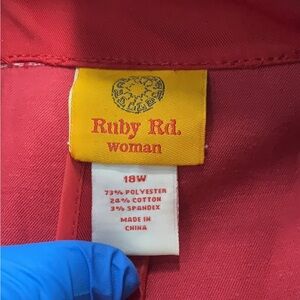 Ruby Rd.
woman
18W
73% POLYESTER
24% COTTON
3% SPANDEX
MADE IN
CHINA